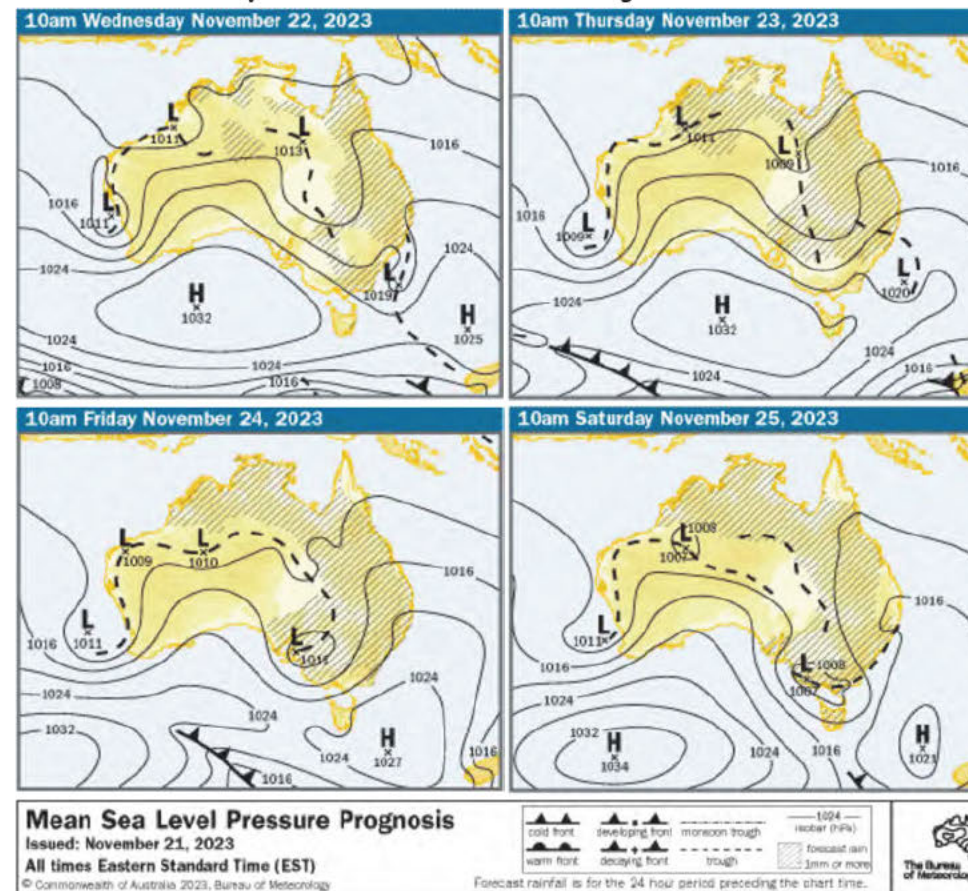 10am Wednesday November 22, 2023
L
1011
L
1013
1016
1016
L
1011
1024
1024
L
1019
H
1032
H
1025
1024
1024
1016
1016
1008
10am Thursday November 23, 2023
L
1011
L
1009
1016
1016
L
1009
L
1020
1024
H
1032
1024
1024
1016
10am Friday November 24, 2023
L
1009
L
1010
1016
L
1011
1016
L
1011
1024
1024
1032
H
1027
1016
1016
10am Saturday November 25, 2023
L
1008
1007
1016
L
1011
1016
L
1008
1007
1024
1032
H
1034
1024
1016
H
1021
Mean Sea Level Pressure Prognosis
Issued: November 21, 2023
All times Eastern Standard Time (EST)
© Commonwealth of Australia 2023, Bureau of Meteorology
cold front
developing front
monsoon trough
warm front
decaying front
trough
1024
isobar (hPa)
forecast rain
1mm or more
Forecast rainfall is for the 24 hour period preceding the chart time.
The Bureau
of Meteorology